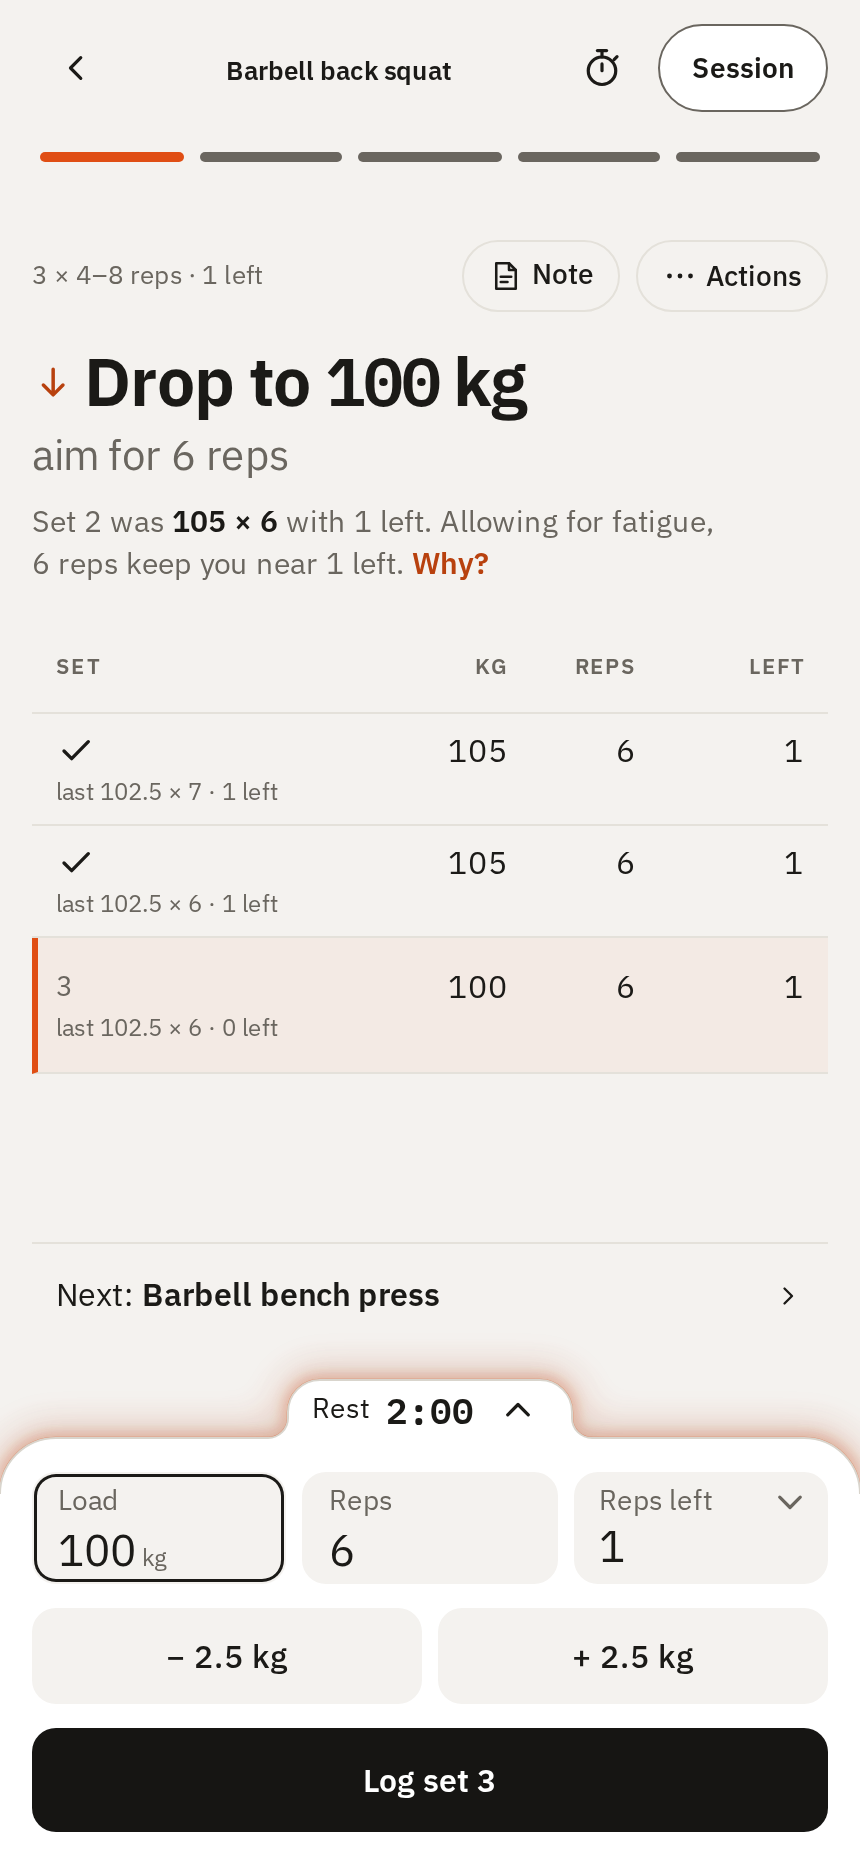 Barbell back squat
Session
3 × 4–8 reps · 1 left
Note
Actions
↓ Drop to 100 kg
aim for 6 reps
Set 2 was 105 × 6 with 1 left. Allowing for fatigue,
6 reps keep you near 1 left. Why?
SET KG REPS LEFT
105 6 1
last 102.5 × 7 · 1 left
105 6 1
last 102.5 × 6 · 1 left
3 100 6 1
last 102.5 × 6 · 0 left
Next: Barbell bench press
Rest 2:00
Load Reps Reps left
100 kg 6 1
− 2.5 kg + 2.5 kg
Log set 3